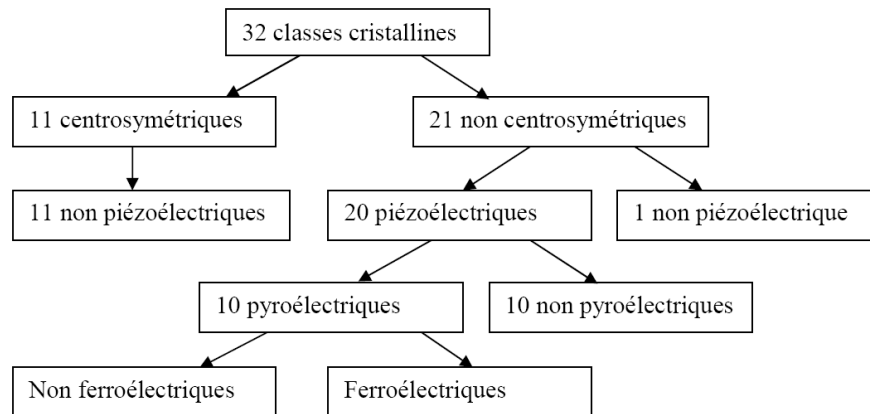 32 classes cristallines
11 centrosymétriques
21 non centrosymétriques
11 non piézoélectriques
20 piézoélectriques
1 non piézoélectrique
10 pyroélectriques
10 non pyroélectriques
Non ferroélectriques
Ferroélectriques